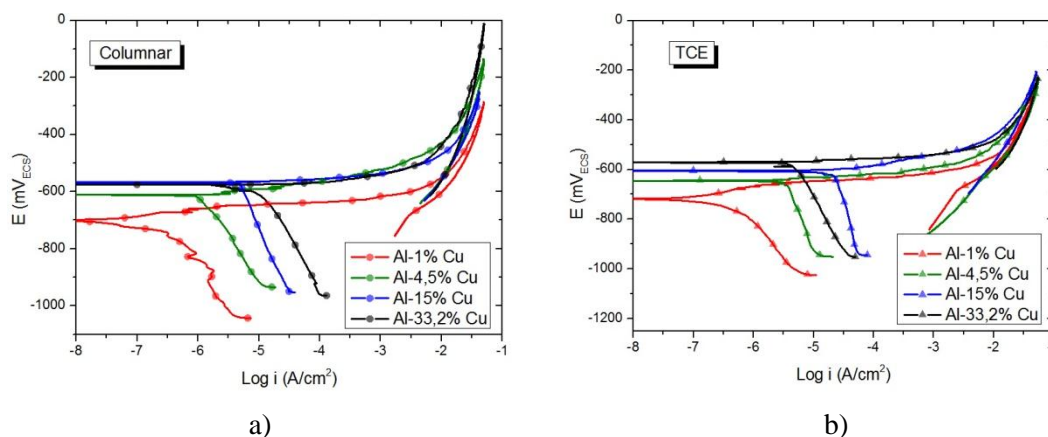 Columnar
0
-200
-400
-600
-800
-1000
E (mV_ECS)
Al-1% Cu
Al-4,5% Cu
Al-15% Cu
Al-33,2% Cu
-8 -7 -6 -5 -4 -3 -2 -1
Log i (A/cm²)
a)
TCE
0
-200
-400
-600
-800
-1000
-1200
E (mV_ECS)
Al-1% Cu
Al-4,5% Cu
Al-15% Cu
Al-33,2% Cu
-8 -7 -6 -5 -4 -3 -2
Log i (A/cm²)
b)